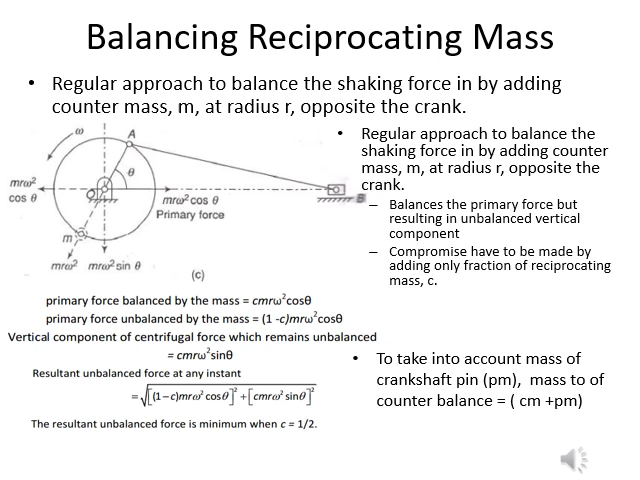 Balancing Reciprocating Mass
• Regular approach to balance the shaking force in by adding
counter mass, m, at radius r, opposite the crank.
ω
A
θ
O
B
mrω²
cos θ
mrω² cos θ
Primary force
m
mrω² mrω² sin θ
(c)
• Regular approach to balance the
shaking force in by adding counter
mass, m, at radius r, opposite the
crank.
– Balances the primary force but
resulting in unbalanced vertical
component
– Compromise have to be made by
adding only fraction of reciprocating
mass, c.
primary force balanced by the mass = cmrω²cosθ
primary force unbalanced by the mass = (1 -c)mrω²cosθ
Vertical component of centrifugal force which remains unbalanced
= cmrω²sinθ
Resultant unbalanced force at any instant
= √[(1−c)mrω² cosθ]² + [cmrω² sinθ]²
The resultant unbalanced force is minimum when c = 1/2.
• To take into account mass of
crankshaft pin (pm), mass to of
counter balance = ( cm +pm)